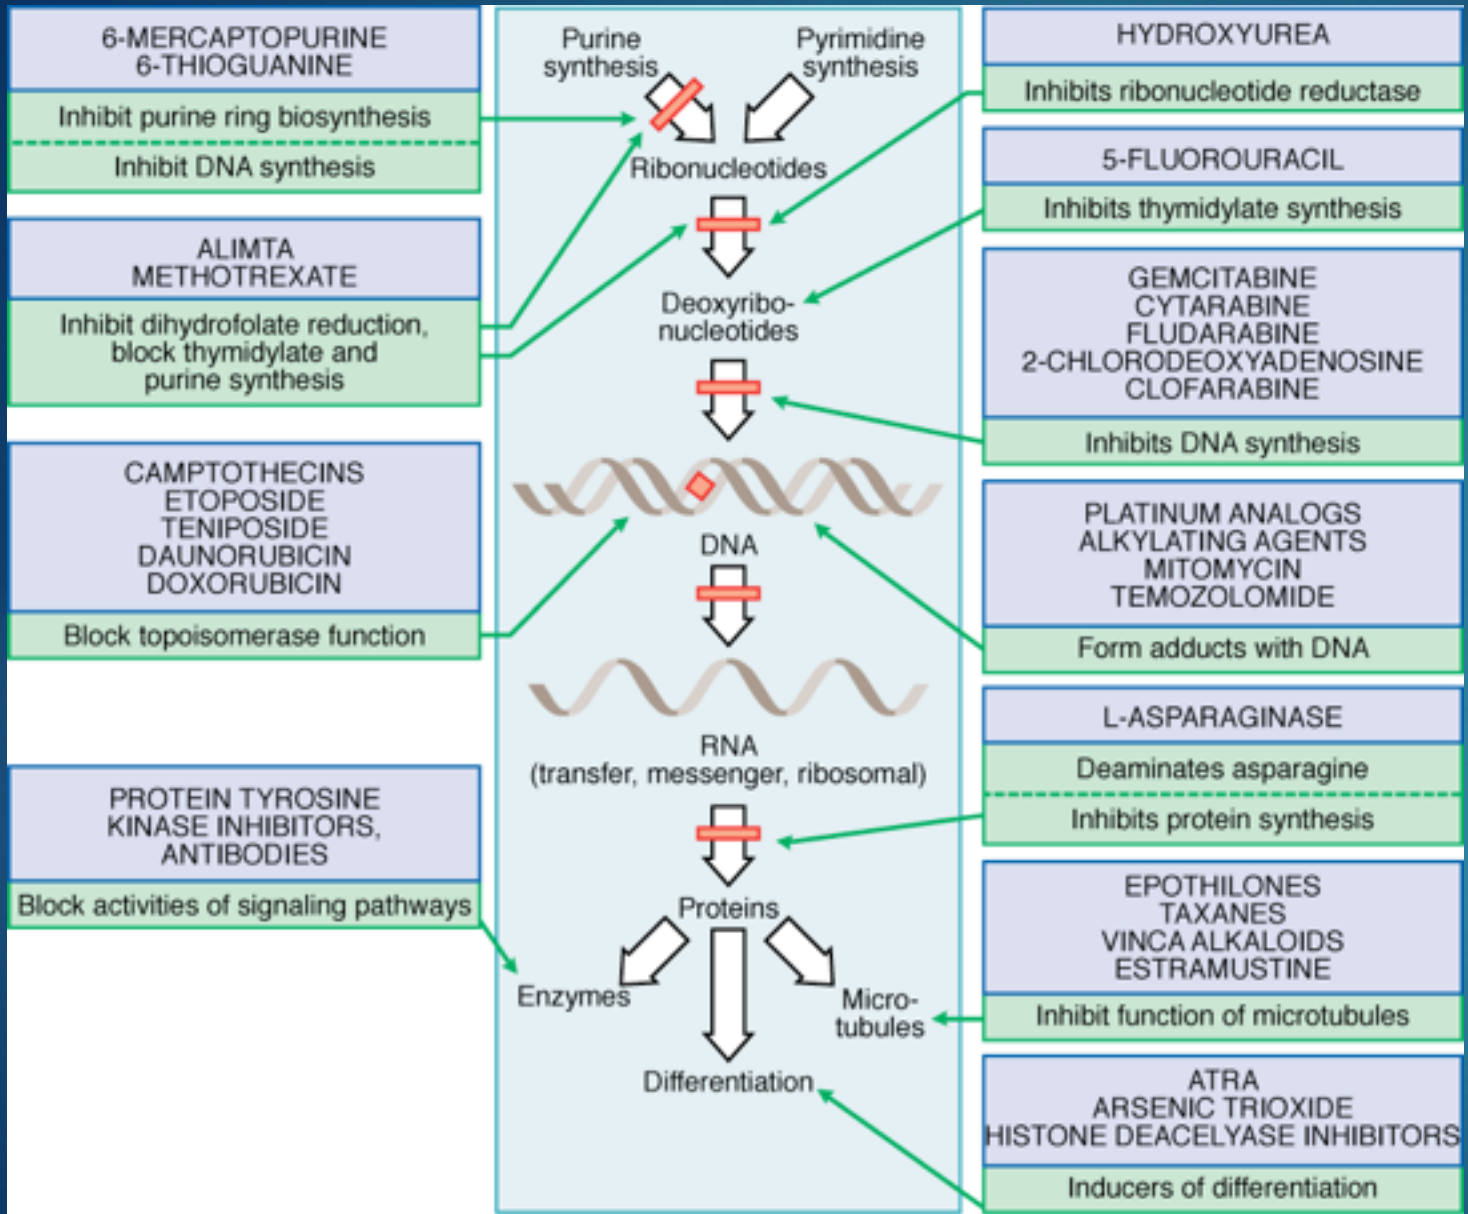 6-MERCAPTOPURINE
6-THIOGUANINE
Inhibit purine ring biosynthesis
Inhibit DNA synthesis
ALIMTA
METHOTREXATE
Inhibit dihydrofolate reduction,
block thymidylate and
purine synthesis
CAMPTOTHECINS
ETOPOSIDE
TENIPOSIDE
DAUNORUBICIN
DOXORUBICIN
Block topoisomerase function
PROTEIN TYROSINE
KINASE INHIBITORS,
ANTIBODIES
Block activities of signaling pathways
Purine
synthesis
Pyrimidine
synthesis
Ribonucleotides
Deoxyribo-
nucleotides
DNA
RNA
(transfer, messenger, ribosomal)
Proteins
Enzymes
Micro-
tubules
Differentiation
HYDROXYUREA
Inhibits ribonucleotide reductase
5-FLUOROURACIL
Inhibits thymidylate synthesis
GEMCITABINE
CYTARABINE
FLUDARABINE
2-CHLORODEOXYADENOSINE
CLOFARABINE
Inhibits DNA synthesis
PLATINUM ANALOGS
ALKYLATING AGENTS
MITOMYCIN
TEMOZOLOMIDE
Form adducts with DNA
L-ASPARAGINASE
Deaminates asparagine
Inhibits protein synthesis
EPOTHILONES
TAXANES
VINCA ALKALOIDS
ESTRAMUSTINE
Inhibit function of microtubules
ATRA
ARSENIC TRIOXIDE
HISTONE DEACELYASE INHIBITORS
Inducers of differentiation